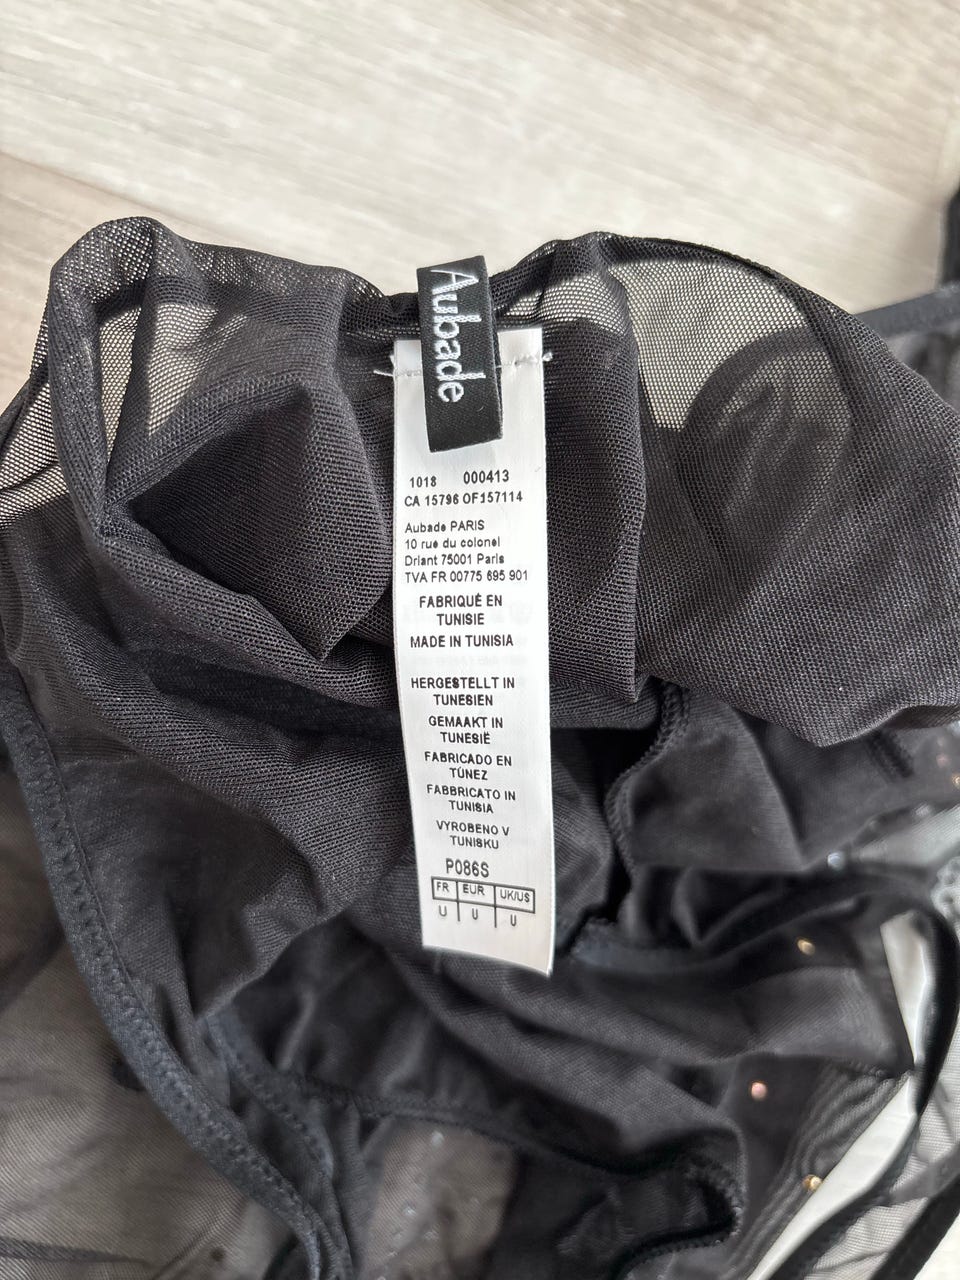 Aubade
1018 000413
CA 15796 OF157114
Aubade PARIS
10 rue du colonel
Driant 75001 Paris
TVA FR 00775 695 901
FABRIQUÉ EN
TUNISIE
MADE IN TUNISIA
HERGESTELLT IN
TUNESIEN
GEMAAKT IN
TUNESIË
FABRICADO EN
TÚNEZ
FABBRICATO IN
TUNISIA
VYROBENO V
TUNISKU
P086S
FR EUR UK/US
U U U